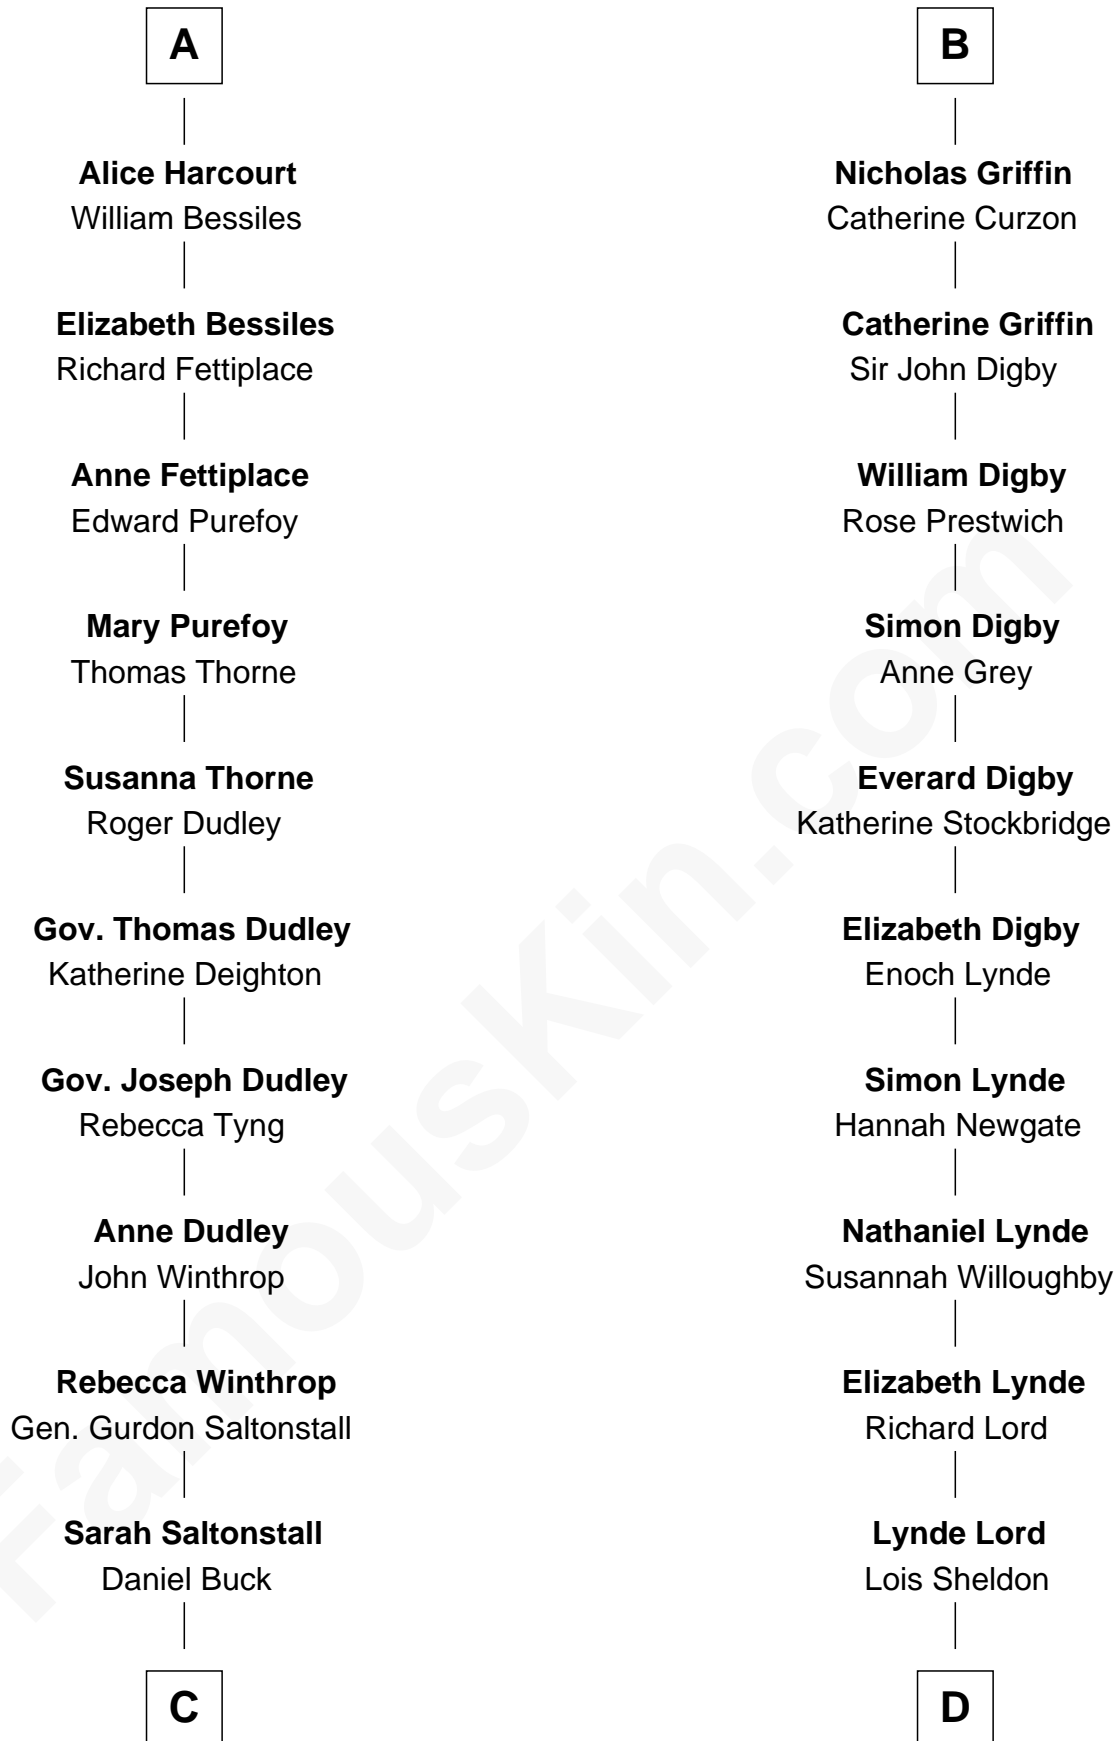 A
Alice Harcourt
William Bessiles
Elizabeth Bessiles
Richard Fettiplace
Anne Fettiplace
Edward Purefoy
Mary Purefoy
Thomas Thorne
Susanna Thorne
Roger Dudley
Gov. Thomas Dudley
Katherine Deighton
Gov. Joseph Dudley
Rebecca Tyng
Anne Dudley
John Winthrop
Rebecca Winthrop
Gen. Gurdon Saltonstall
Sarah Saltonstall
Daniel Buck
C
B
Nicholas Griffin
Catherine Curzon
Catherine Griffin
Sir John Digby
William Digby
Rose Prestwich
Simon Digby
Anne Grey
Everard Digby
Katherine Stockbridge
Elizabeth Digby
Enoch Lynde
Simon Lynde
Hannah Newgate
Nathaniel Lynde
Susannah Willoughby
Elizabeth Lynde
Richard Lord
Lynde Lord
Lois Sheldon
D
FamousKin.com